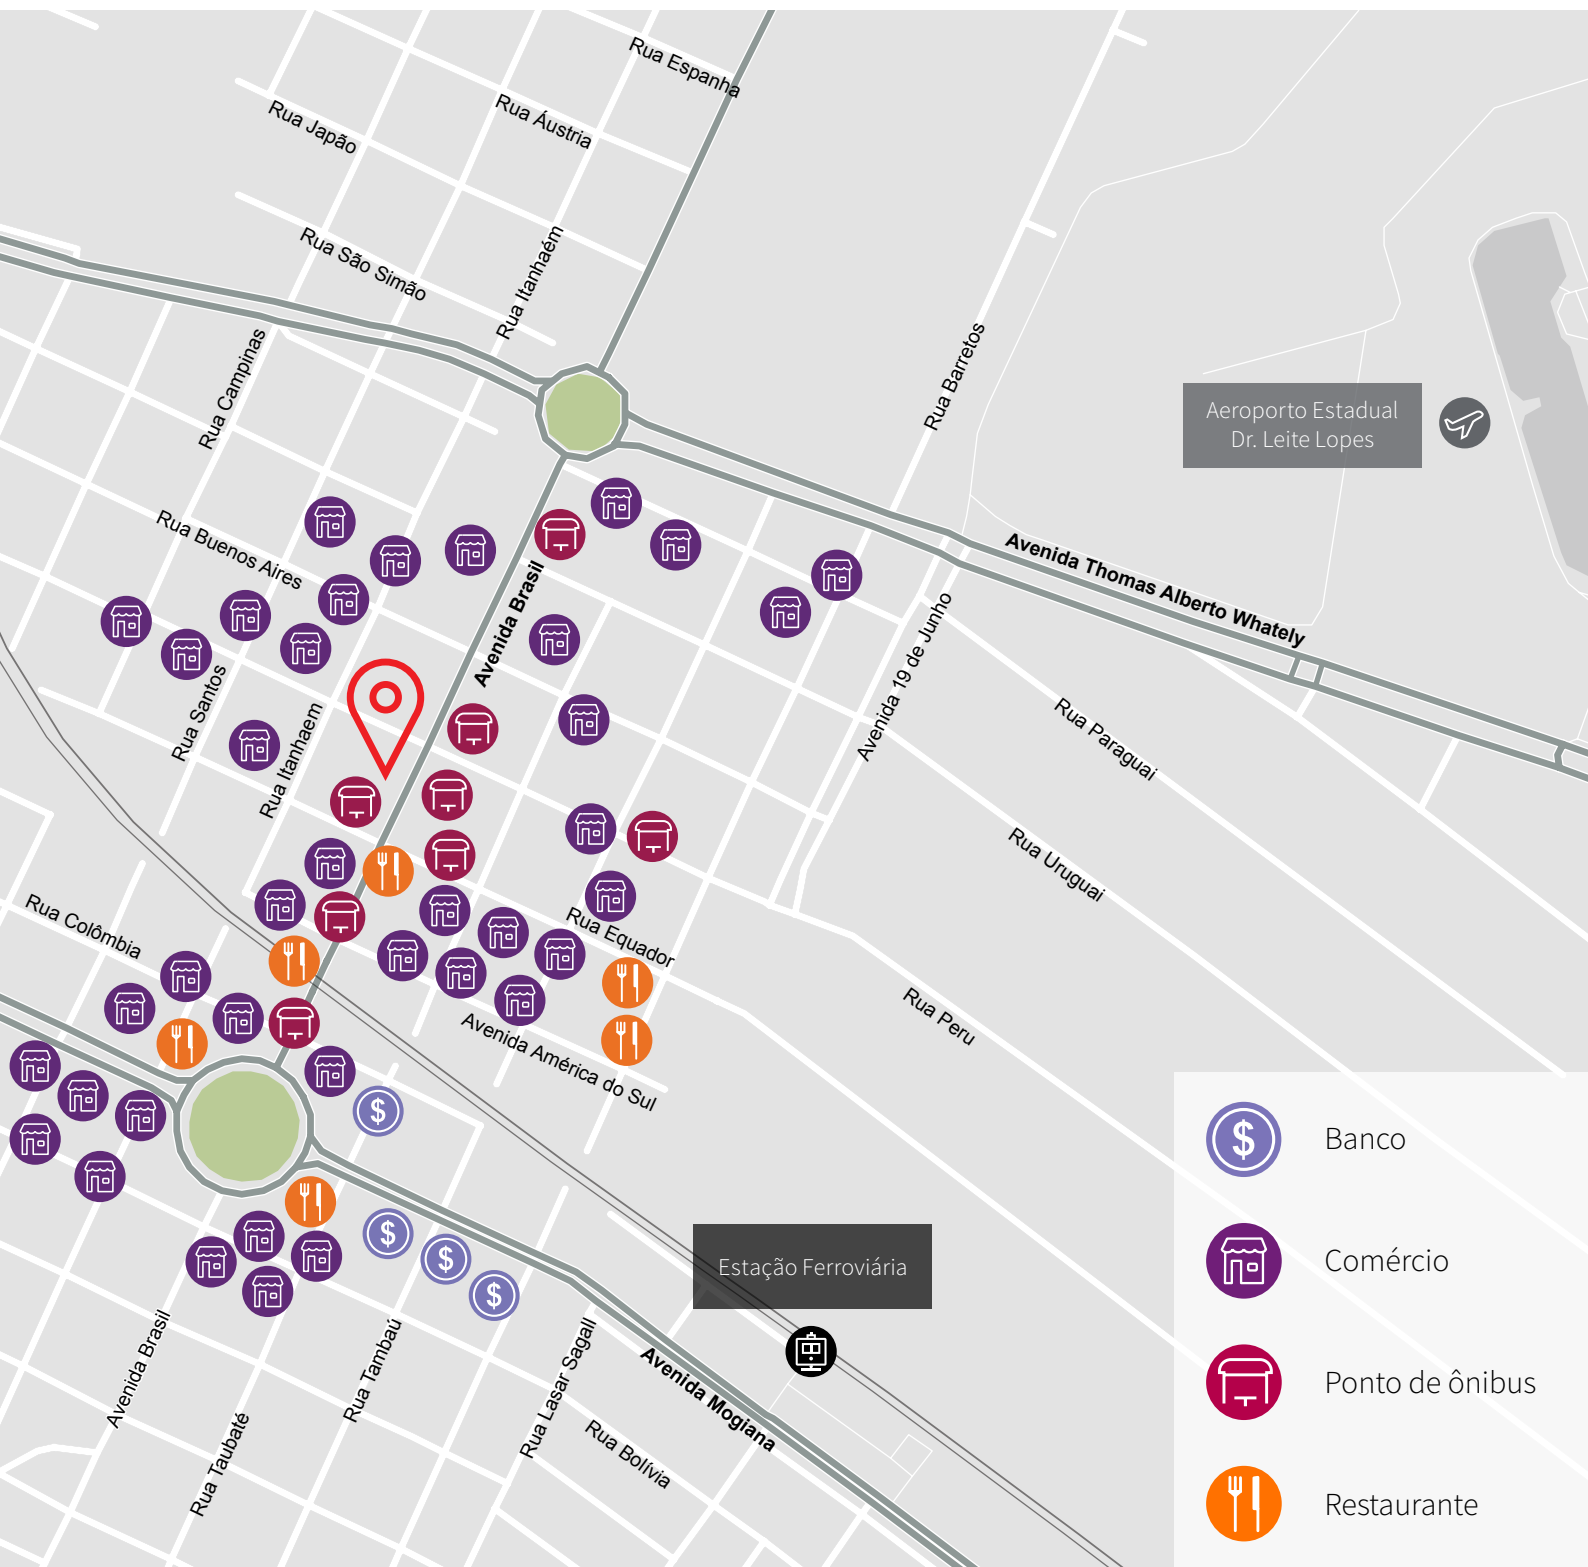 Rua Espanha
Rua Áustria
Rua Japão
Rua São Simão
Rua Itanhaém
Rua Campinas
Rua Barretos
Aeroporto Estadual
Dr. Leite Lopes
Rua Buenos Aires
Avenida Brasil
Avenida Thomas Alberto Whately
Avenida 19 de Junho
Rua Santos
Rua Itanhaem
Rua Paraguai
Rua Uruguai
Rua Colômbia
Rua Equador
Rua Peru
Avenida América do Sul
$
$
$
$
Estação Ferroviária
Avenida Brasil
Rua Taubaté
Rua Tambaú
Rua Lasar Sagall
Avenida Mogiana
Rua Bolívia
$ Banco
Comércio
Ponto de ônibus
Restaurante